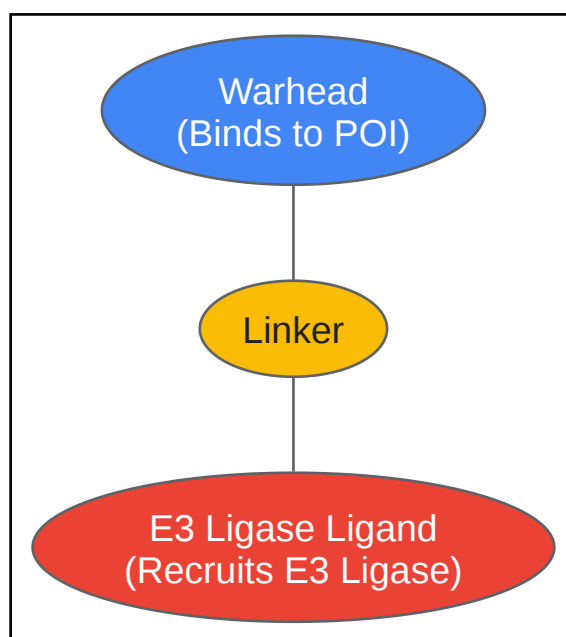 Warhead
(Binds to POI)
Linker
E3 Ligase Ligand
(Recruits E3 Ligase)